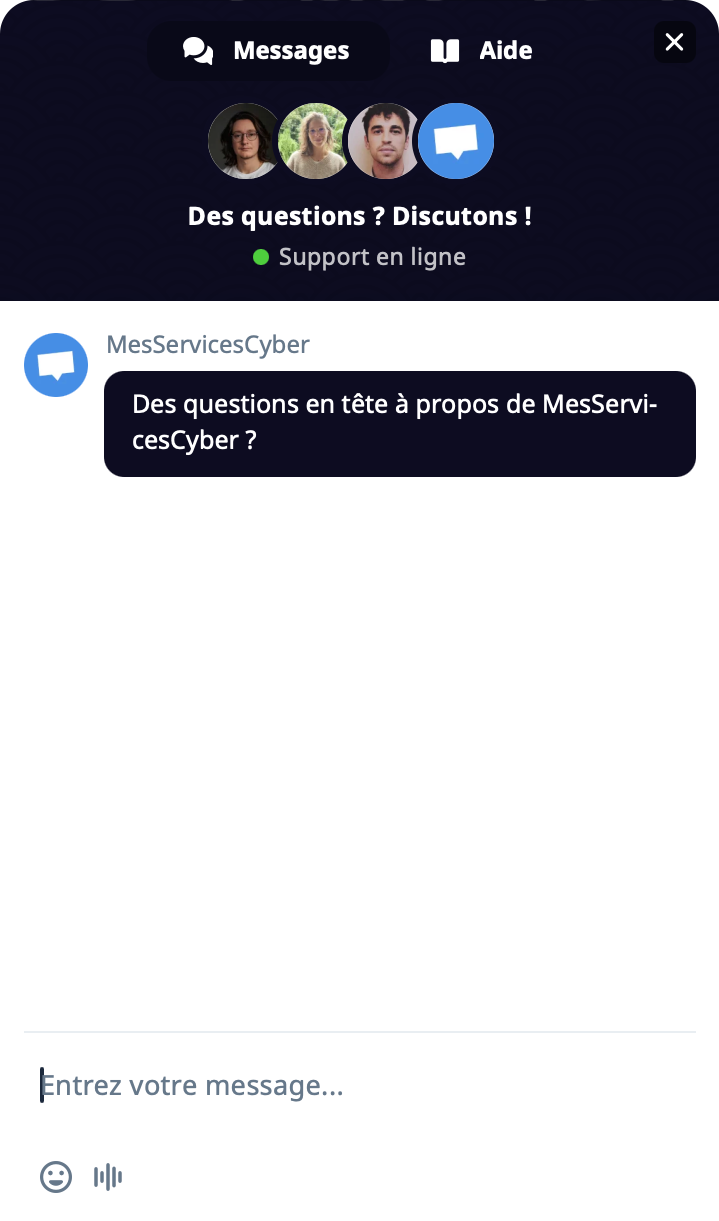 Messages
Aide
Des questions ? Discutons !
Support en ligne
MesServicesCyber
Des questions en tête à propos de MesServi-
cesCyber ?
Entrez votre message...